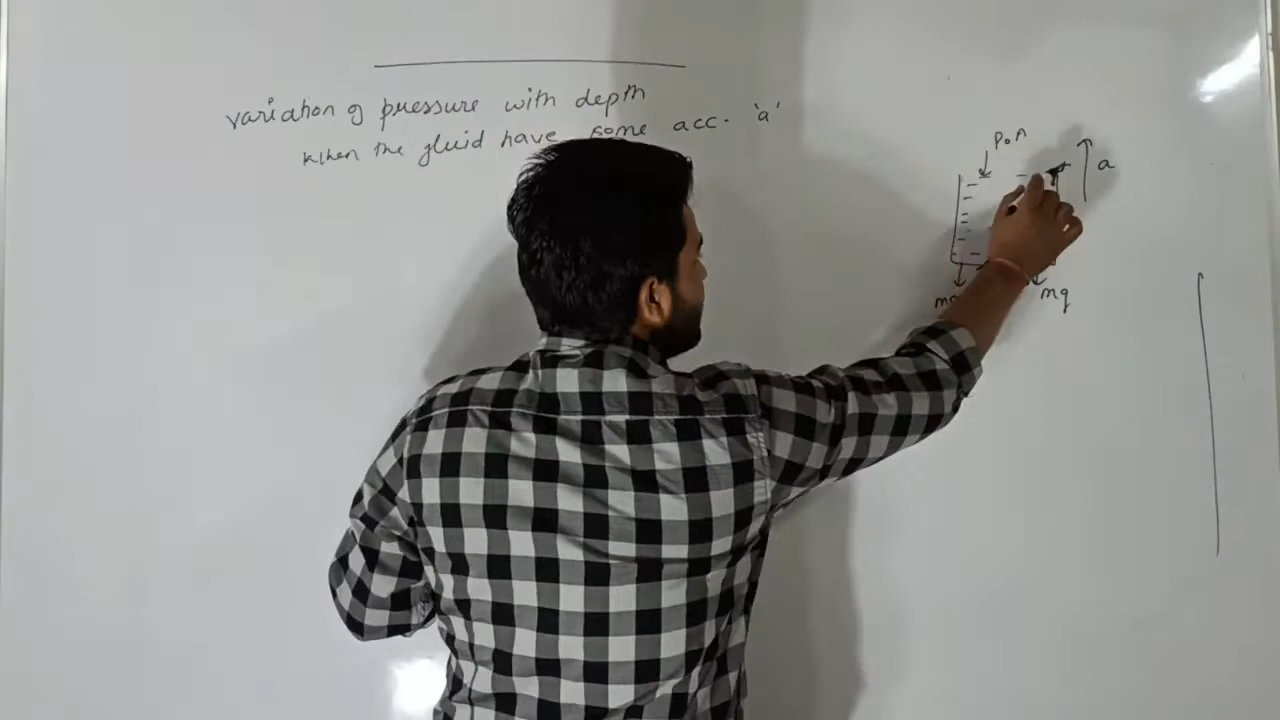 variation of pressure with depth
when the fluid have some acc. 'a'
P₀A
a
mg